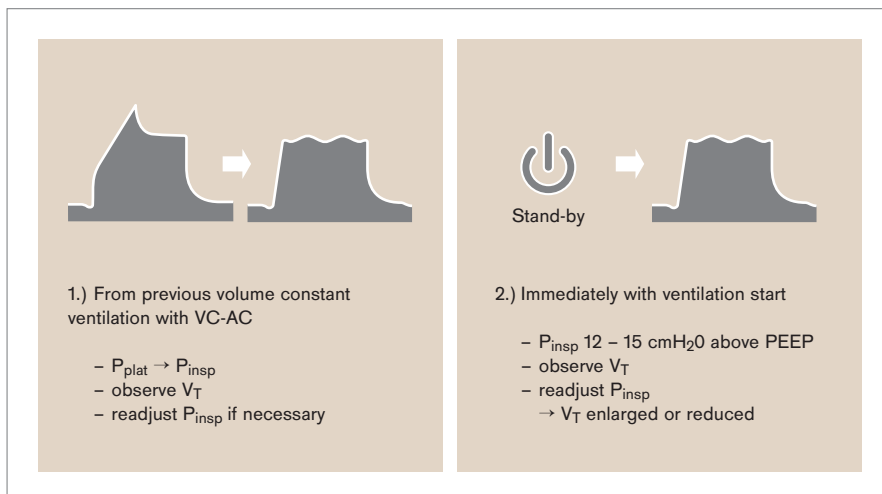 1.) From previous volume constant
ventilation with VC-AC
– Pplat → Pinsp
– observe VT
– readjust Pinsp if necessary
Stand-by
2.) Immediately with ventilation start
– Pinsp 12 – 15 cmH20 above PEEP
– observe VT
– readjust Pinsp
→ VT enlarged or reduced